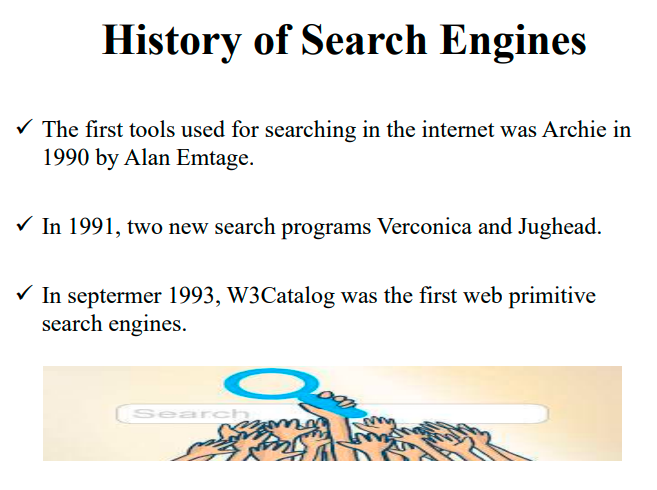 History of Search Engines
✓ The first tools used for searching in the internet was Archie in
1990 by Alan Emtage.
✓ In 1991, two new search programs Verconica and Jughead.
✓ In septermer 1993, W3Catalog was the first web primitive
search engines.
Search